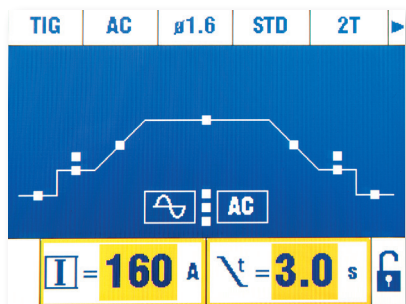 TIG AC ø1.6 STD 2T
AC
I = 160 A t = 3.0 s